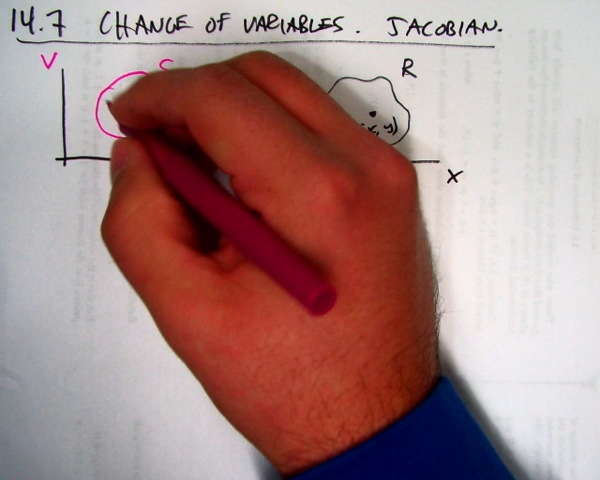 14.7 CHANGE OF VARIABLES. JACOBIAN.
V S R
x, y)
x